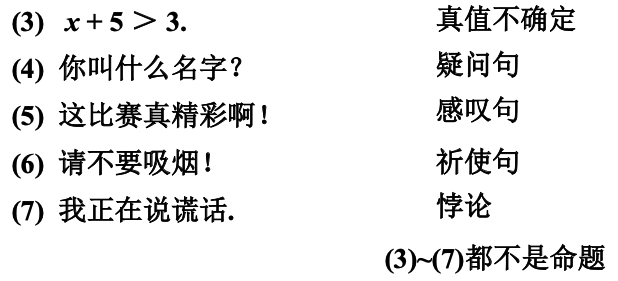 (3) x + 5 > 3. 真值不确定
(4) 你叫什么名字? 疑问句
(5) 这比赛真精彩啊! 感叹句
(6) 请不要吸烟! 祈使句
(7) 我正在说谎话. 悖论
(3)~(7)都不是命题